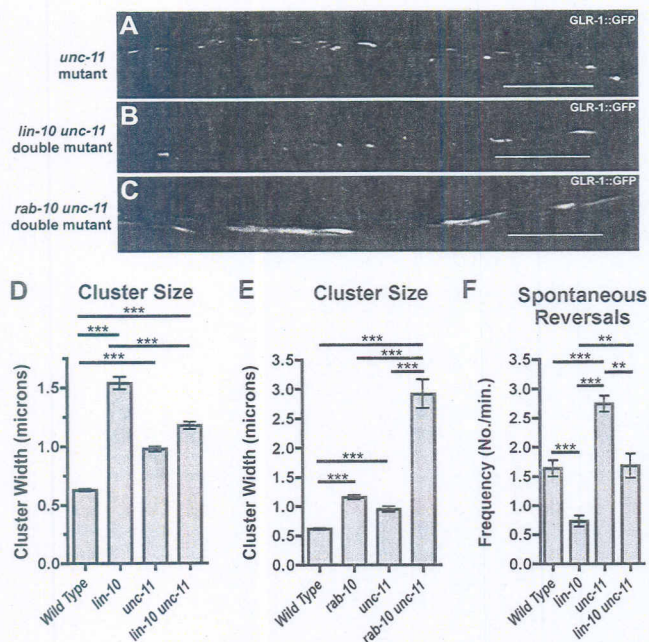 A
GLR-1::GFP
unc-11
mutant
B
GLR-1::GFP
lin-10 unc-11
double mutant
C
GLR-1::GFP
rab-10 unc-11
double mutant
D
Cluster Size
Cluster Width (microns)
1.5
1.0
0.5
0.0
***
***
***
***
Wild Type
lin-10
unc-11
lin-10 unc-11
E
Cluster Size
Cluster Width (microns)
3.5
3.0
2.5
2.0
1.5
1.0
0.5
0.0
***
***
***
***
***
Wild Type
rab-10
unc-11
rab-10 unc-11
F
Spontaneous
Reversals
Frequency (No./min.)
3.5
3.0
2.5
2.0
1.5
1.0
0.5
0.0
**
***
***
**
***
Wild Type
lin-10
unc-11
lin-10 unc-11